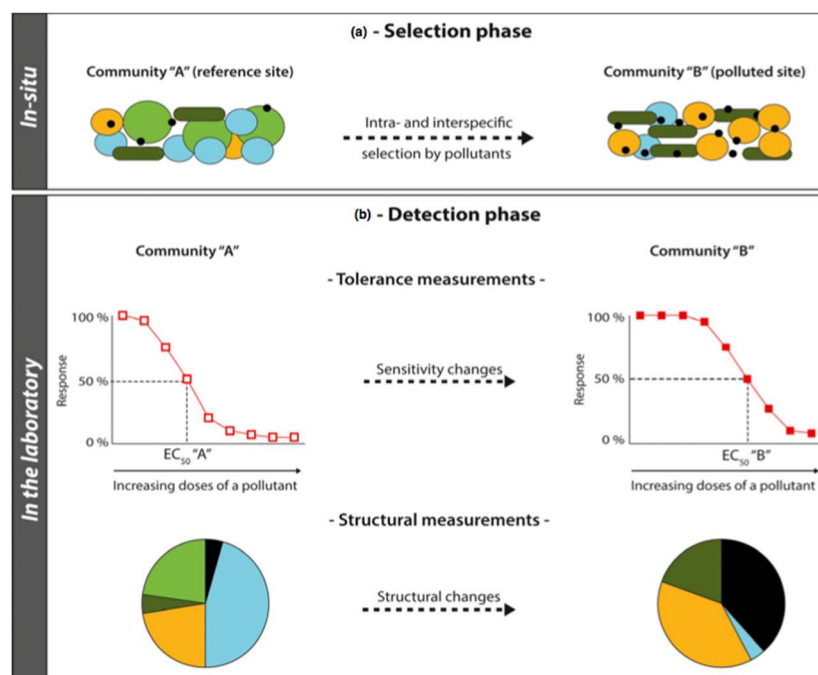 In-situ
(a) - Selection phase
Community "A" (reference site)
Community "B" (polluted site)
Intra- and interspecific
selection by pollutants
In the laboratory
(b) - Detection phase
Community "A"
Community "B"
- Tolerance measurements -
100 %
50 %
0 %
Response
EC50 "A"
Increasing doses of a pollutant
Sensitivity changes
100 %
50 %
0 %
Response
EC50 "B"
Increasing doses of a pollutant
- Structural measurements -
Structural changes